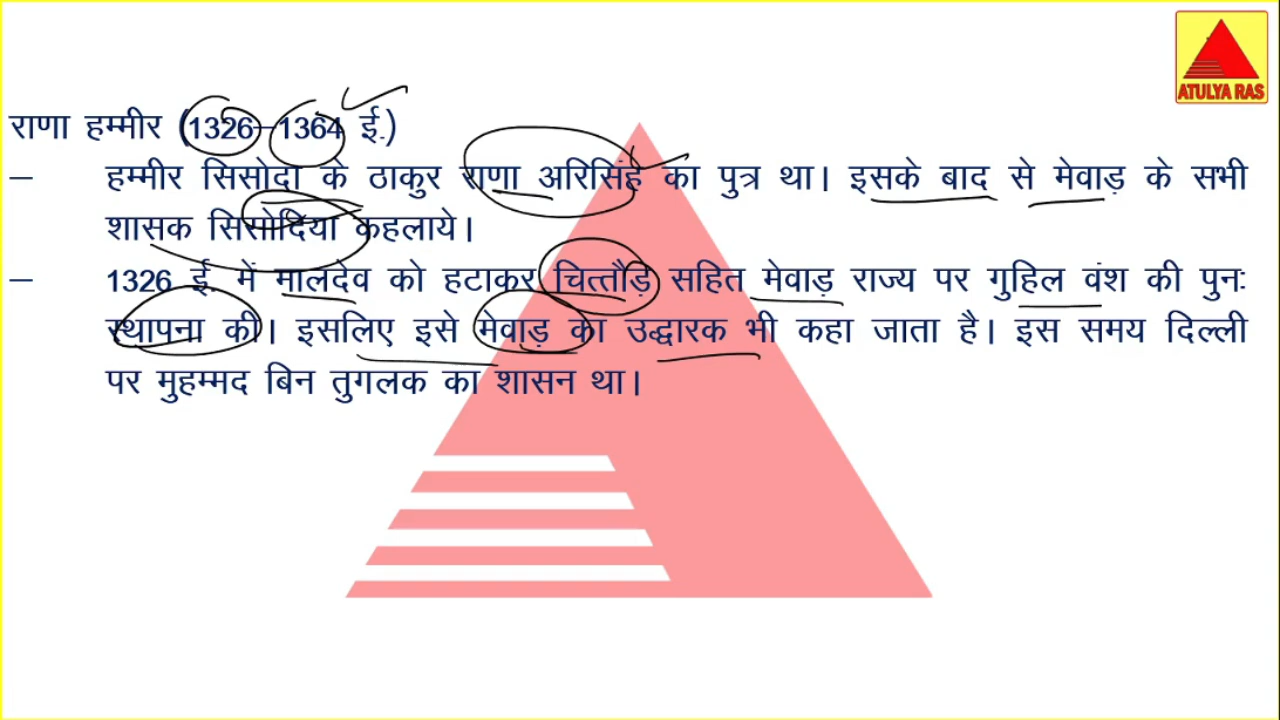 ATULYA RAS
राणा हम्मीर (1326–1364 ई.)
– हम्मीर सिसोदा के ठाकुर राणा अरिसिंह का पुत्र था। इसके बाद से मेवाड़ के सभी
शासक सिसोदिया कहलाये।
– 1326 ई. में मालदेव को हटाकर चित्तौड़ सहित मेवाड़ राज्य पर गुहिल वंश की पुनः
स्थापना की। इसलिए इसे मेवाड़ का उद्धारक भी कहा जाता है। इस समय दिल्ली
पर मुहम्मद बिन तुगलक का शासन था।